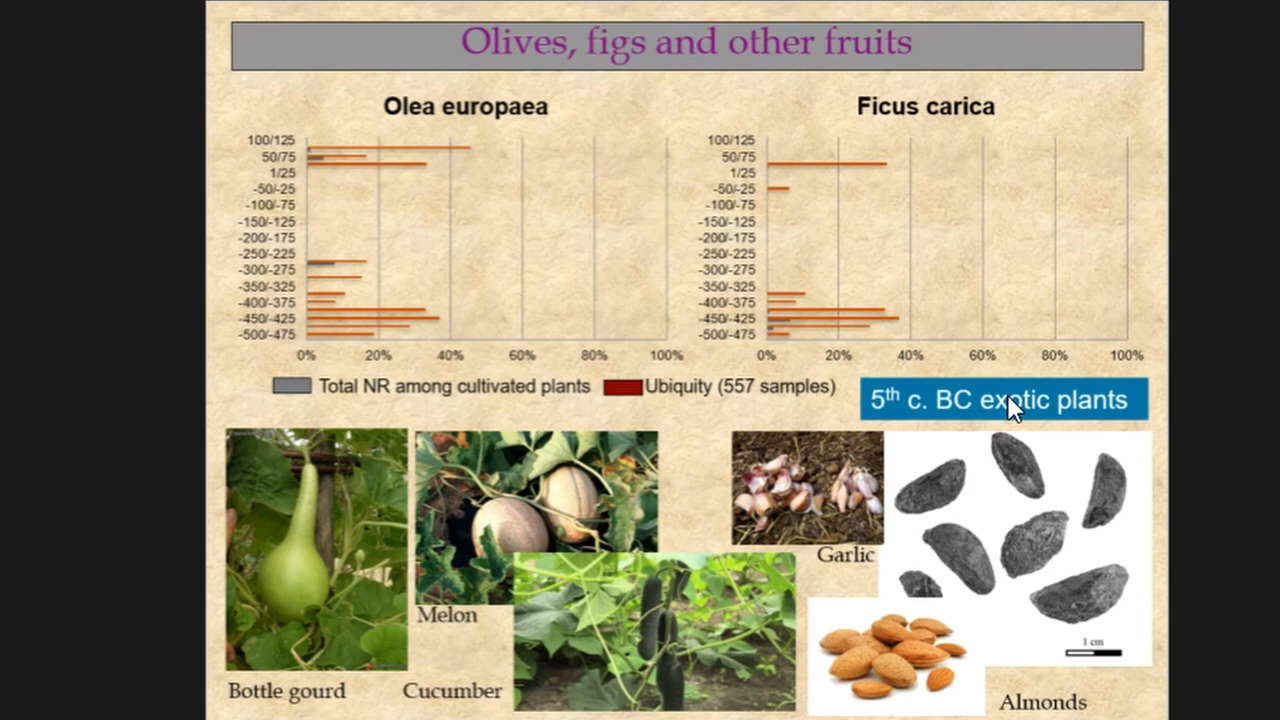 Olives, figs and other fruits
Olea europaea
100/125
50/75
1/25
-50/-25
-100/-75
-150/-125
-200/-175
-250/-225
-300/-275
-350/-325
-400/-375
-450/-425
-500/-475
0% 20% 40% 60% 80% 100%
Ficus carica
100/125
50/75
1/25
-50/-25
-100/-75
-150/-125
-200/-175
-250/-225
-300/-275
-350/-325
-400/-375
-450/-425
-500/-475
0% 20% 40% 60% 80% 100%
Total NR among cultivated plants Ubiquity (557 samples)
5th c. BC exotic plants
Garlic
Melon
1 cm
Bottle gourd
Cucumber
Almonds